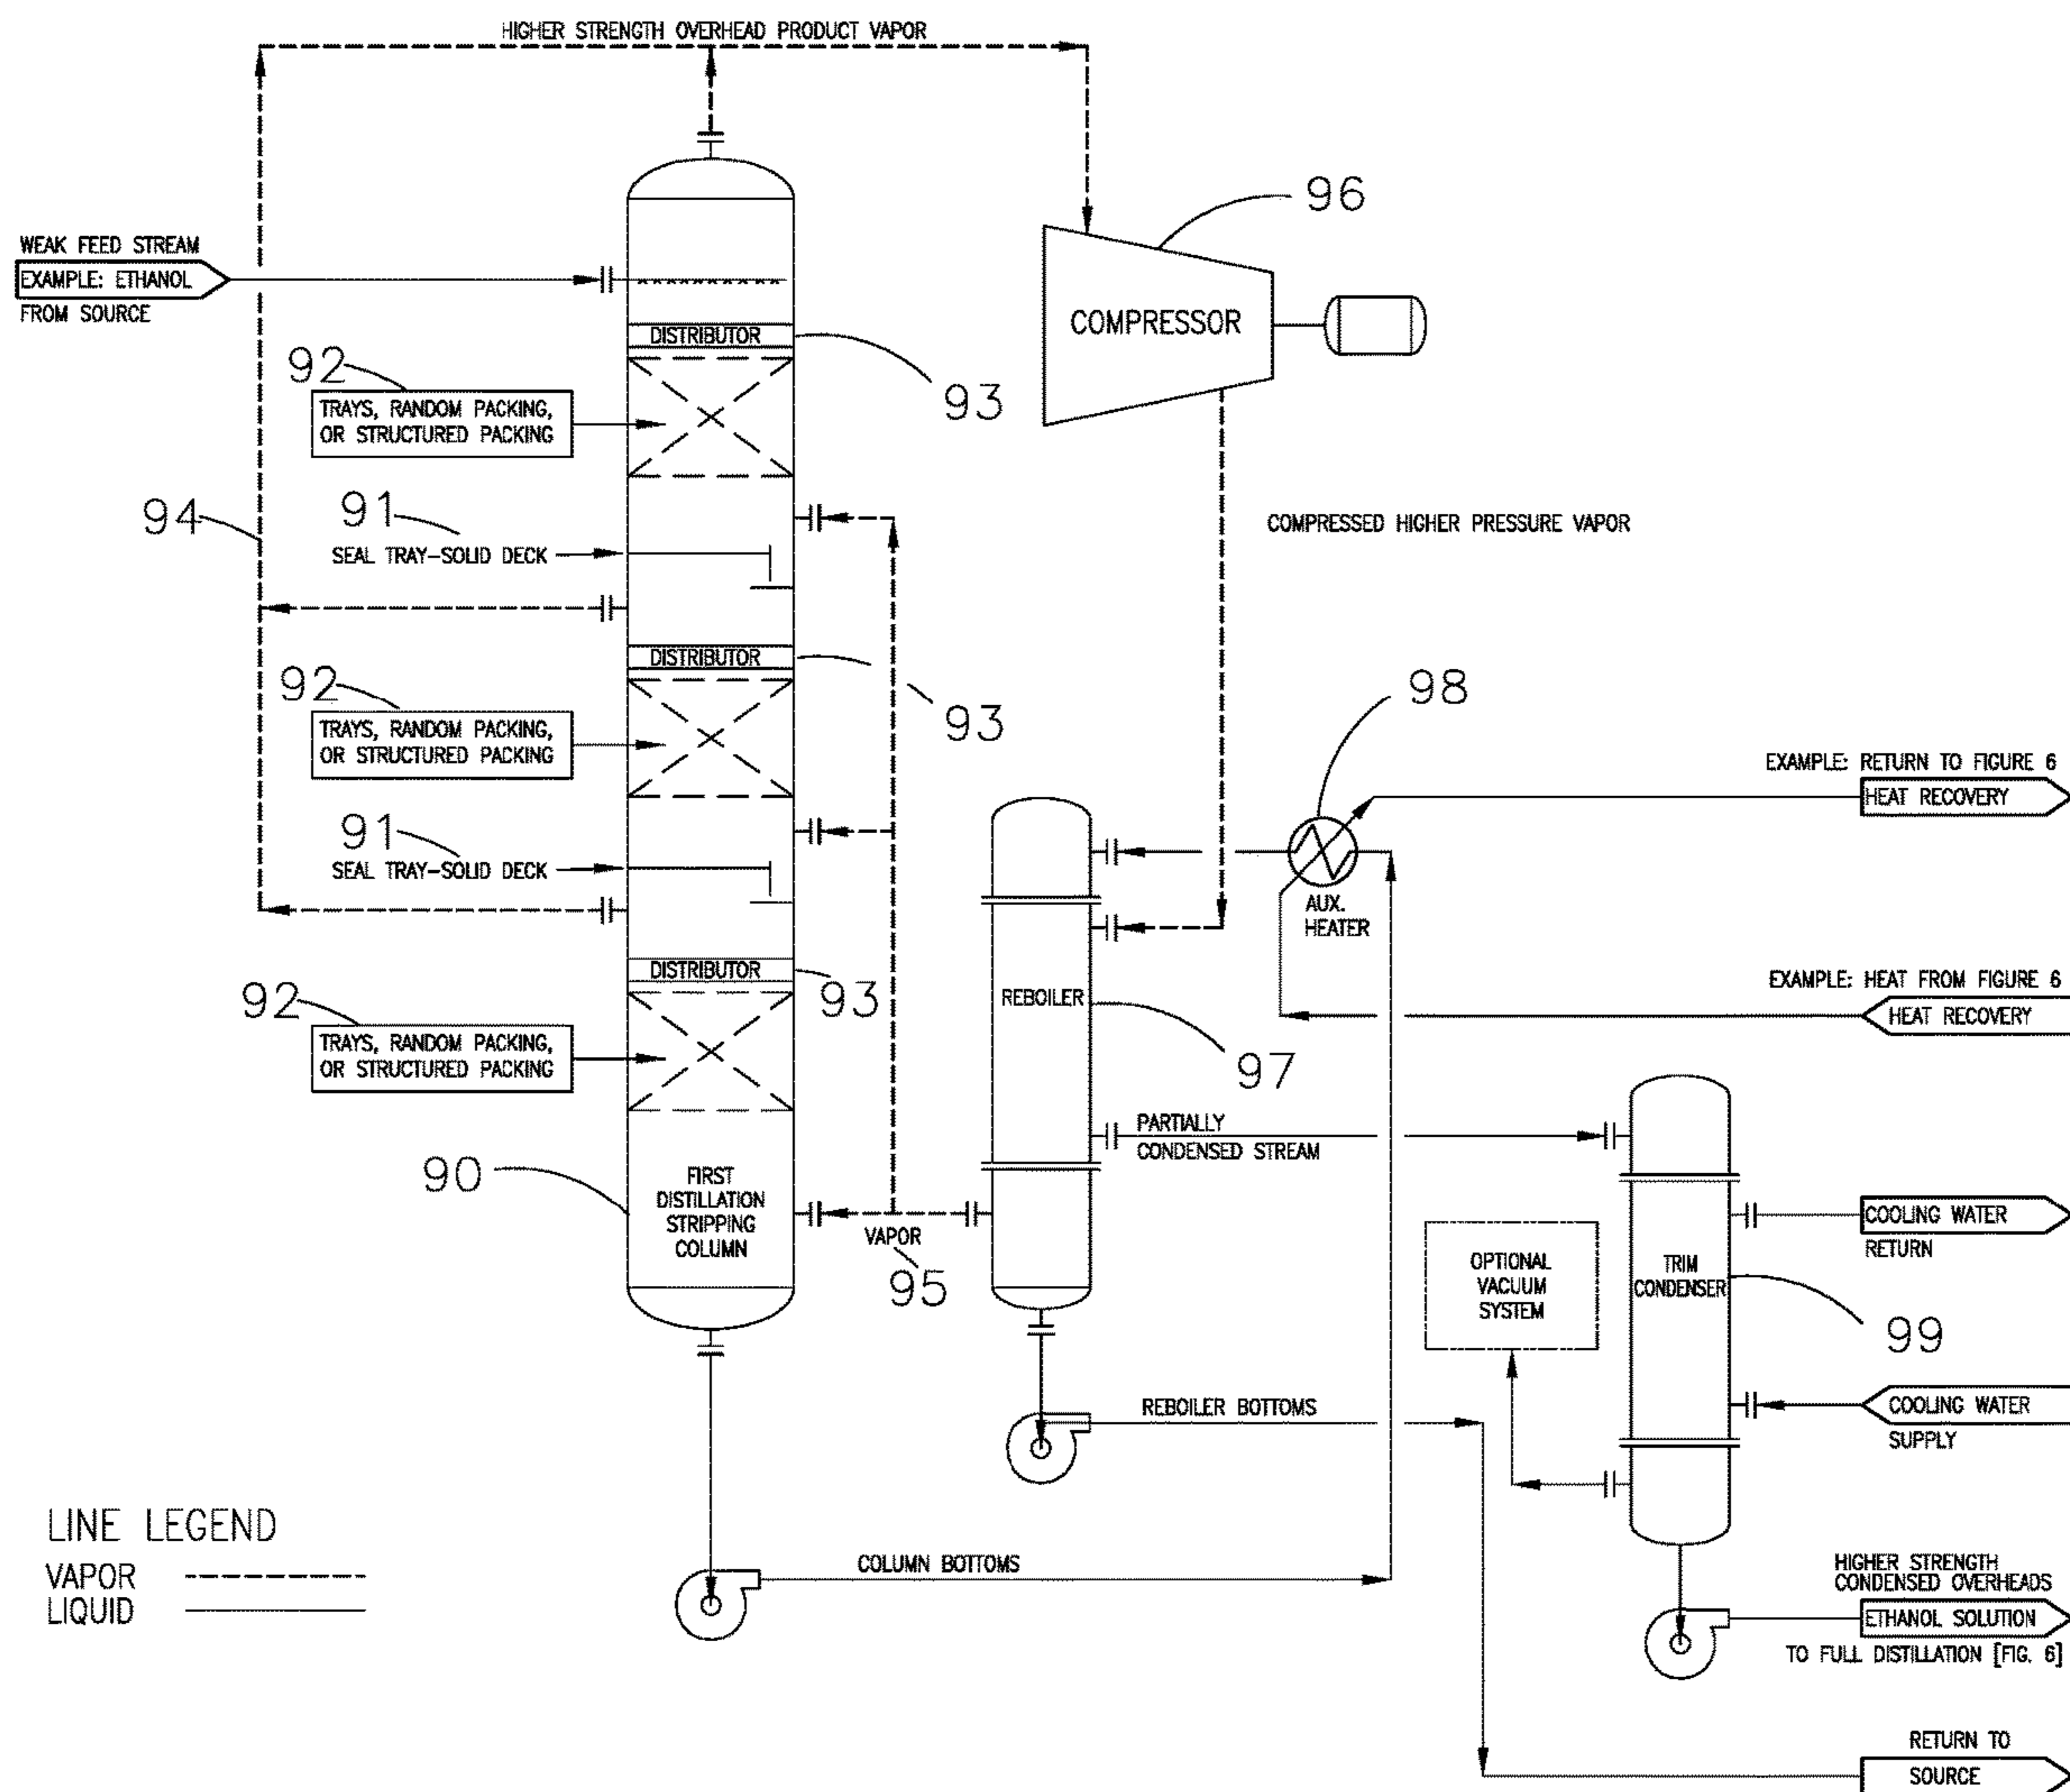 HIGHER STRENGTH OVERHEAD PRODUCT VAPOR
96
WEAK FEED STREAM
EXAMPLE: ETHANOL
FROM SOURCE
COMPRESSOR
DISTRIBUTOR
92
93
TRAYS, RANDOM PACKING,
OR STRUCTURED PACKING
94
91
COMPRESSED HIGHER PRESSURE VAPOR
SEAL TRAY-SOLID DECK
DISTRIBUTOR
92
93
98
TRAYS, RANDOM PACKING,
OR STRUCTURED PACKING
EXAMPLE: RETURN TO FIGURE 6
HEAT RECOVERY
91
SEAL TRAY-SOLID DECK
AUX.
HEATER
DISTRIBUTOR
93
92
REBOILER
EXAMPLE: HEAT FROM FIGURE 6
HEAT RECOVERY
TRAYS, RANDOM PACKING,
OR STRUCTURED PACKING
97
PARTIALLY
CONDENSED STREAM
90
FIRST
DISTILLATION
STRIPPING
COLUMN
VAPOR
95
COOLING WATER
RETURN
OPTIONAL
VACUUM
SYSTEM
TRIM
CONDENSER
99
REBOILER BOTTOMS
COOLING WATER
SUPPLY
LINE LEGEND
VAPOR
LIQUID
COLUMN BOTTOMS
HIGHER STRENGTH
CONDENSED OVERHEADS
ETHANOL SOLUTION
TO FULL DISTILLATION [FIG. 6]
RETURN TO
SOURCE